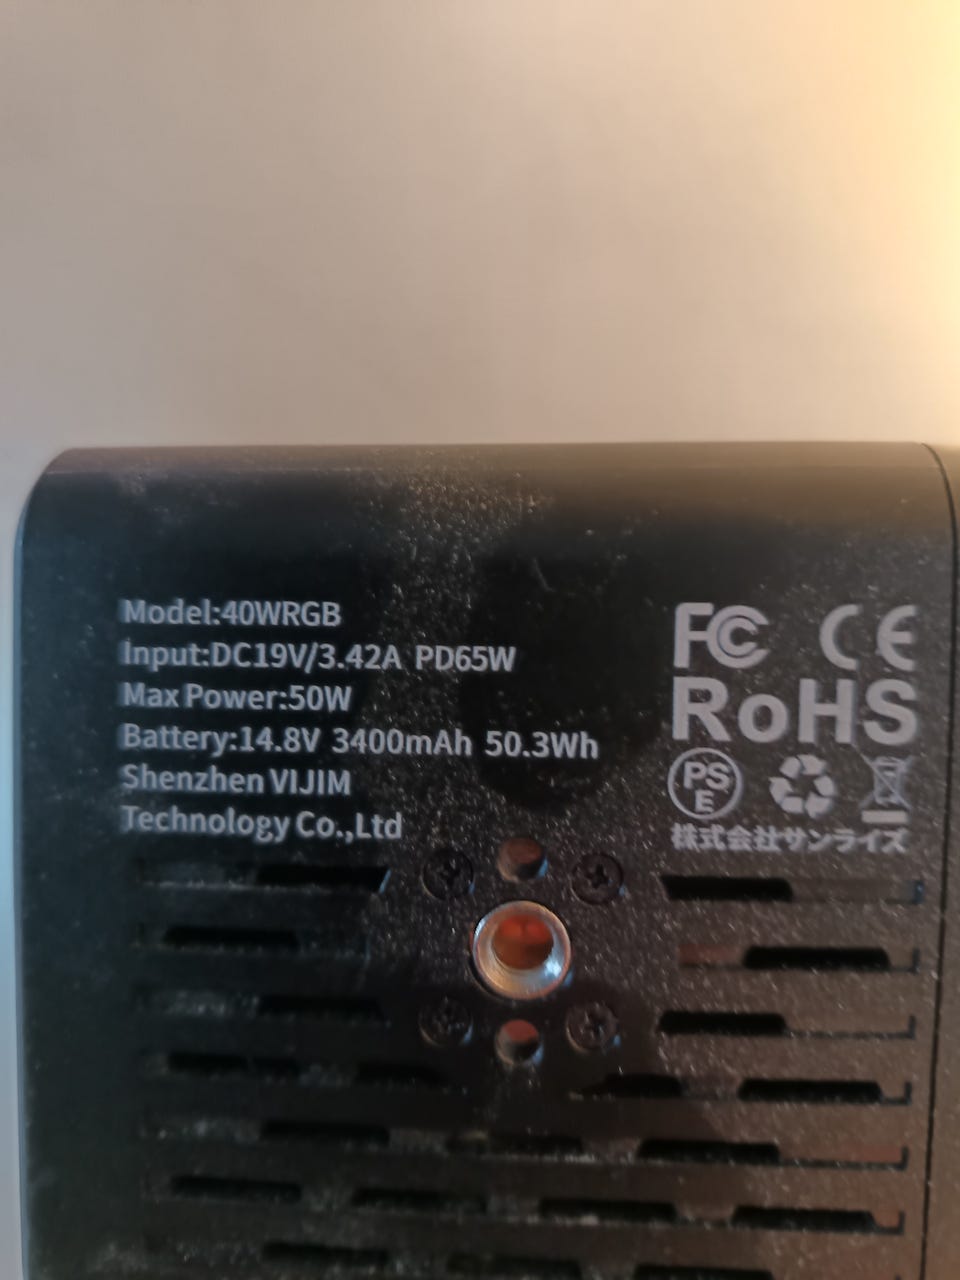 Model:40WRGB
Input:DC19V/3.42A PD65W
Max Power:50W
Battery:14.8V 3400mAh 50.3Wh
Shenzhen VIJIM
Technology Co.,Ltd
FC CE
RoHS
PS
E
株式会社サンライズ